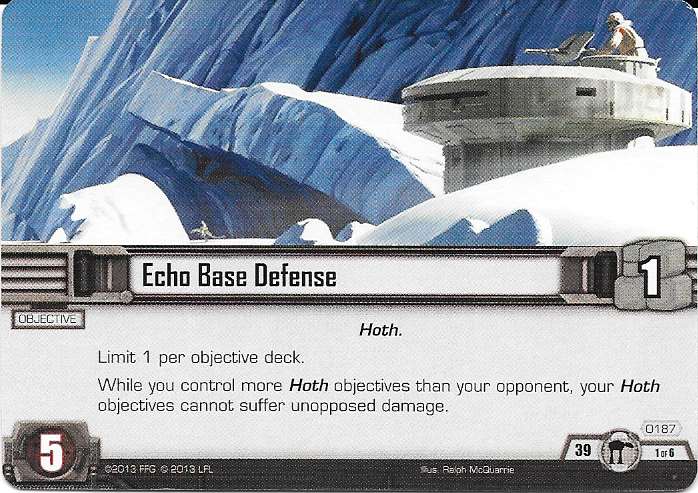 Echo Base Defense
1
OBJECTIVE
Hoth.
Limit 1 per objective deck.
While you control more Hoth objectives than your opponent, your Hoth
objectives cannot suffer unopposed damage.
0187
5
©2013 FFG © 2013 LFL
Illus. Ralph McQuarrie
39
1 OF 6